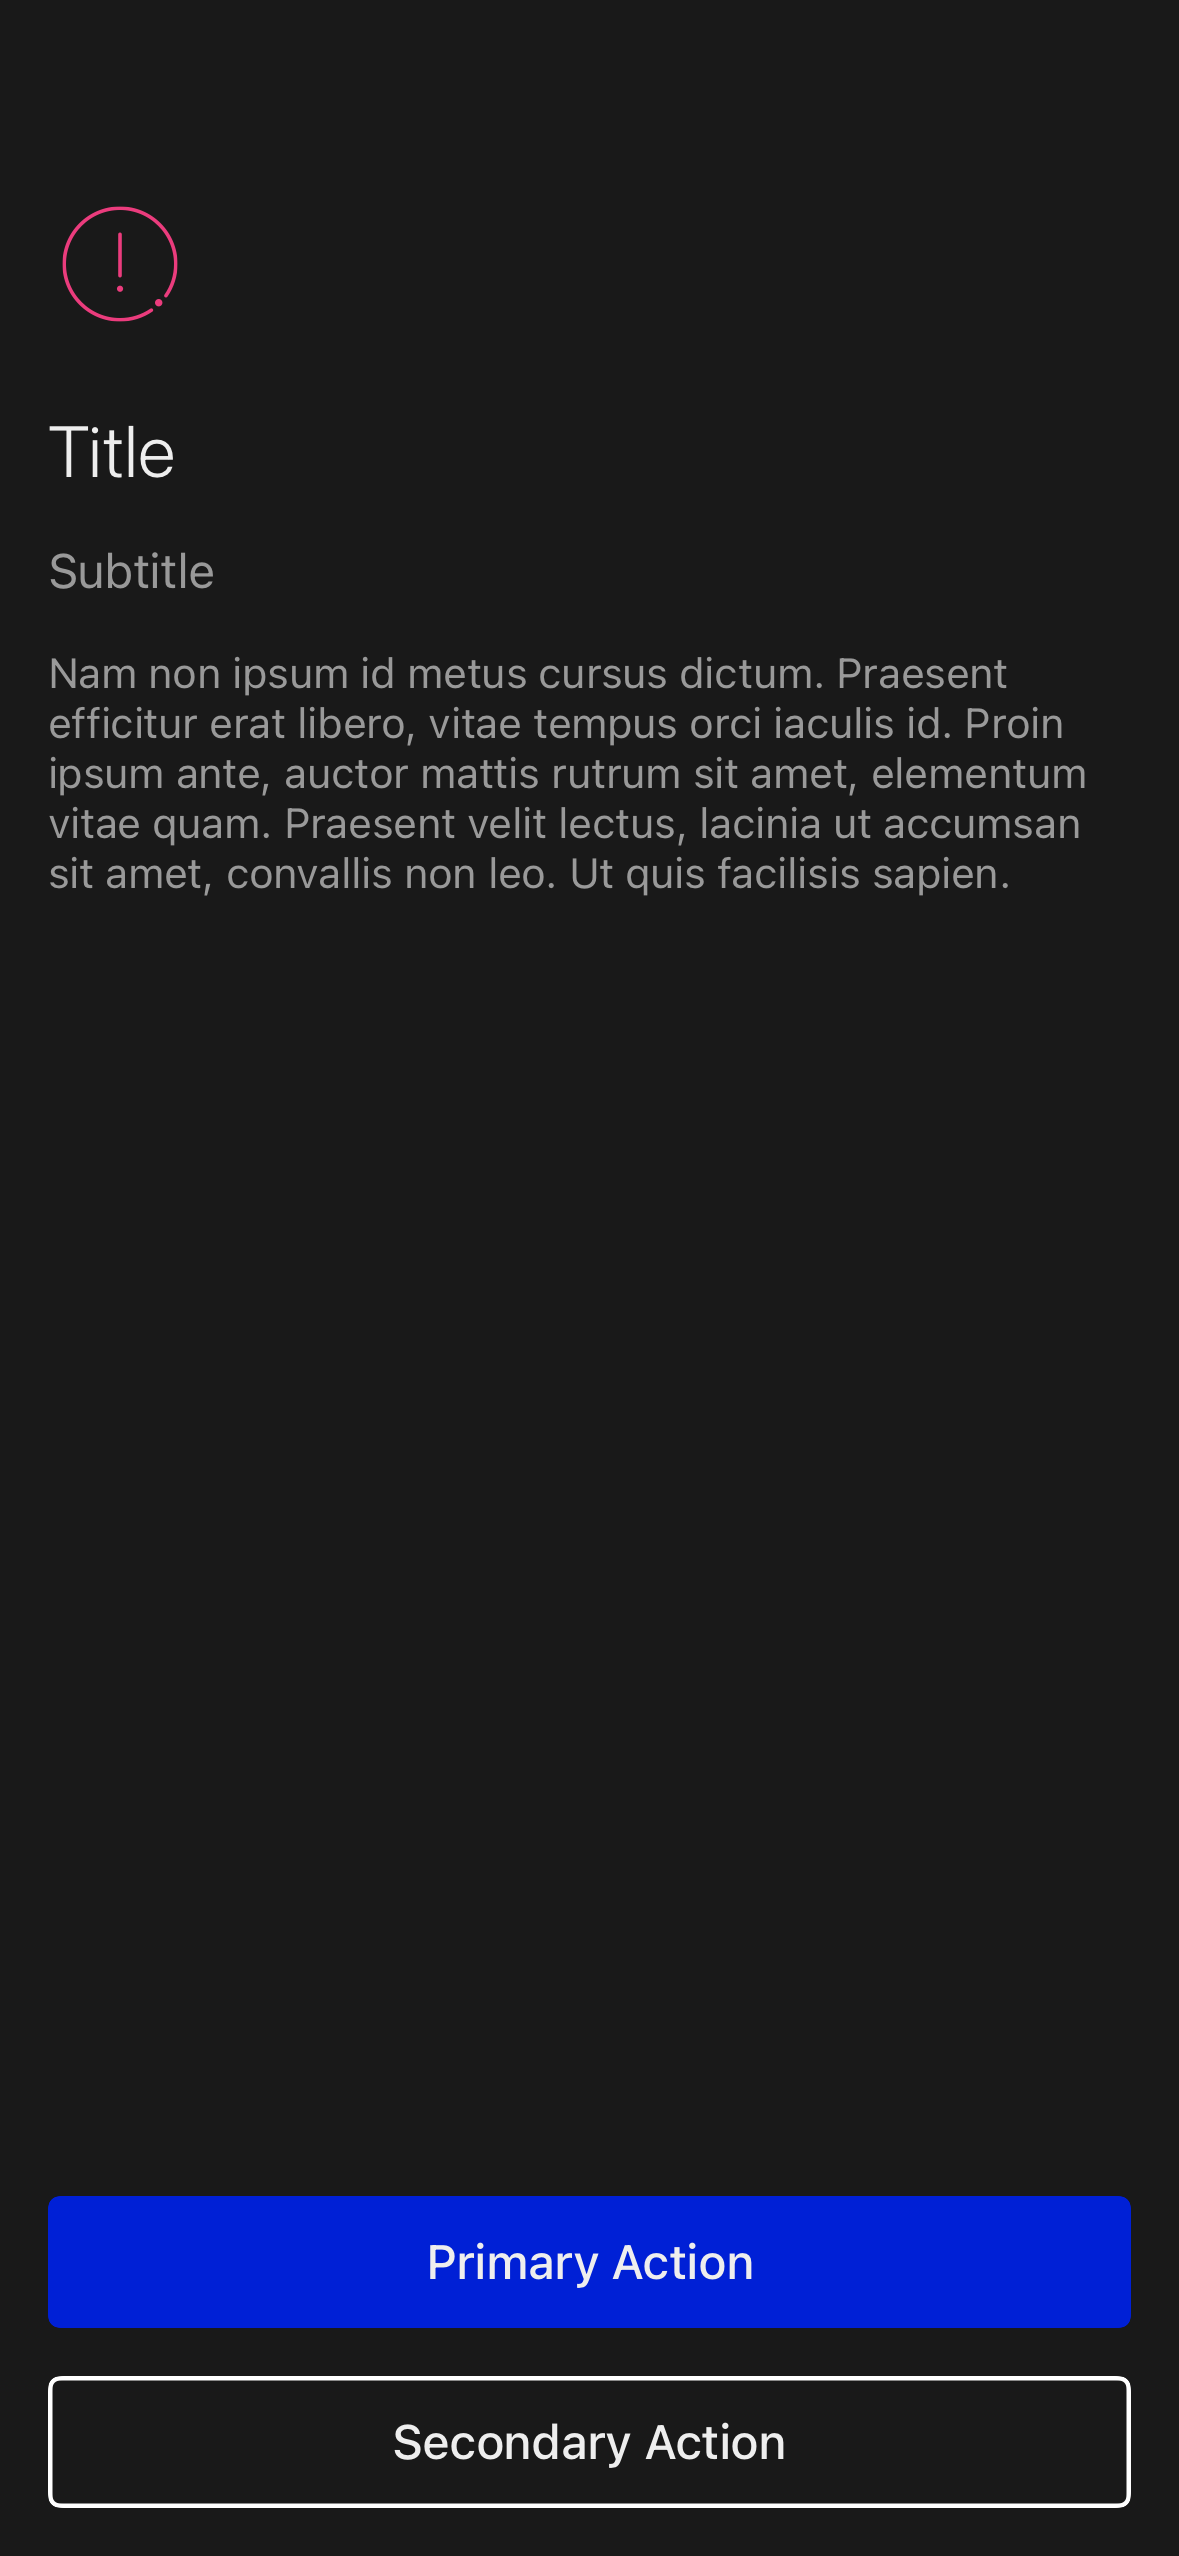 Title
Subtitle
Nam non ipsum id metus cursus dictum. Praesent
efficitur erat libero, vitae tempus orci iaculis id. Proin
ipsum ante, auctor mattis rutrum sit amet, elementum
vitae quam. Praesent velit lectus, lacinia ut accumsan
sit amet, convallis non leo. Ut quis facilisis sapien.
Primary Action
Secondary Action